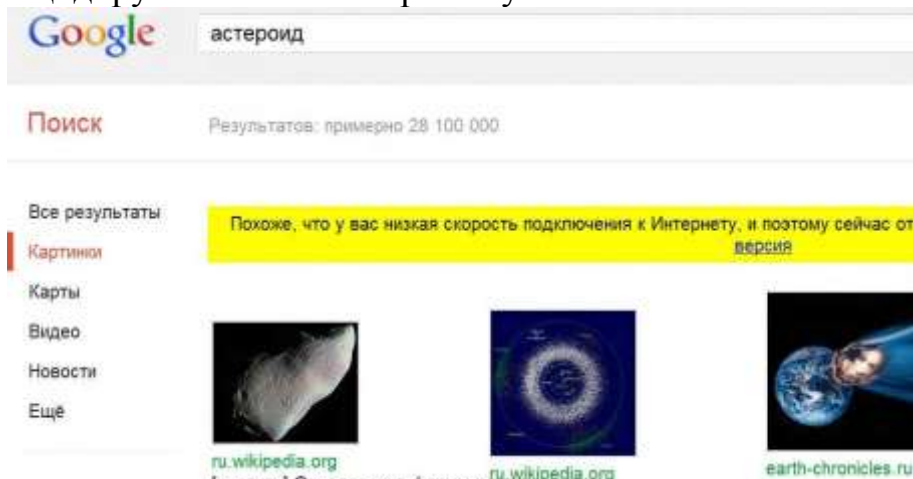 Google
астероид
Поиск
Результатов: примерно 28 100 000
Все результаты
Картинки
Карты
Видео
Новости
Ещё
Похоже, что у вас низкая скорость подключения к Интернету, и поэтому сейчас от
версия
ru.wikipedia.org
ru.wikipedia.org
earth-chronicles.ru